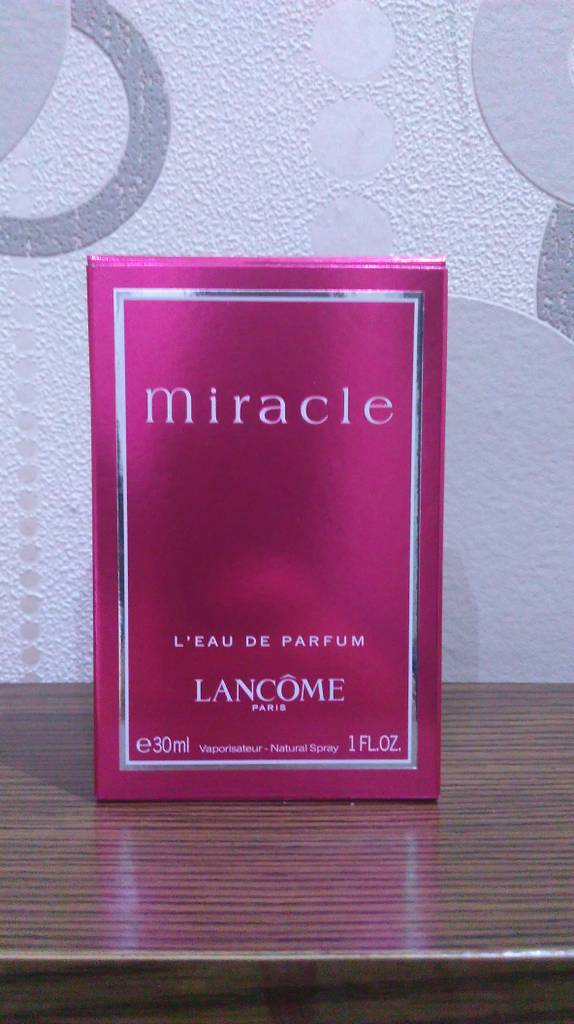 miracle
L'EAU DE PARFUM
LANCÔME
PARIS
℮30ml Vaporisateur - Natural Spray 1 FL.OZ.